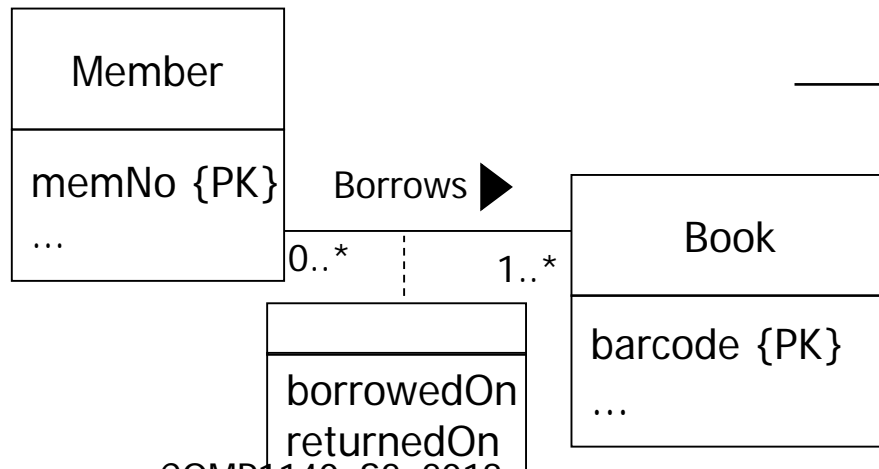 Member
memNo {PK}
...
Borrows
0..*
1..*
Book
barcode {PK}
...
borrowedOn
returnedOn